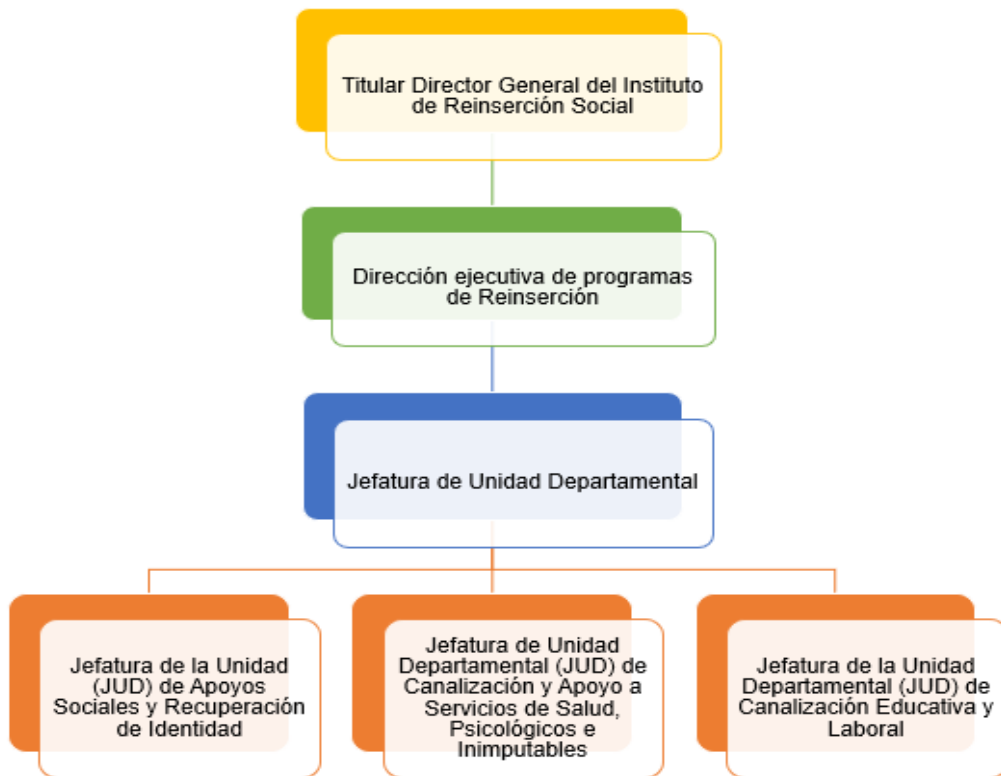 Titular Director General del Instituto
de Reinserción Social
Dirección ejecutiva de programas
de Reinserción
Jefatura de Unidad Departamental
Jefatura de la Unidad
(JUD) de Apoyos
Sociales y Recuperación
de Identidad
Jefatura de Unidad
Departamental (JUD) de
Canalización y Apoyo a
Servicios de Salud,
Psicológicos e
Inimputables
Jefatura de la Unidad
Departamental (JUD) de
Canalización Educativa y
Laboral